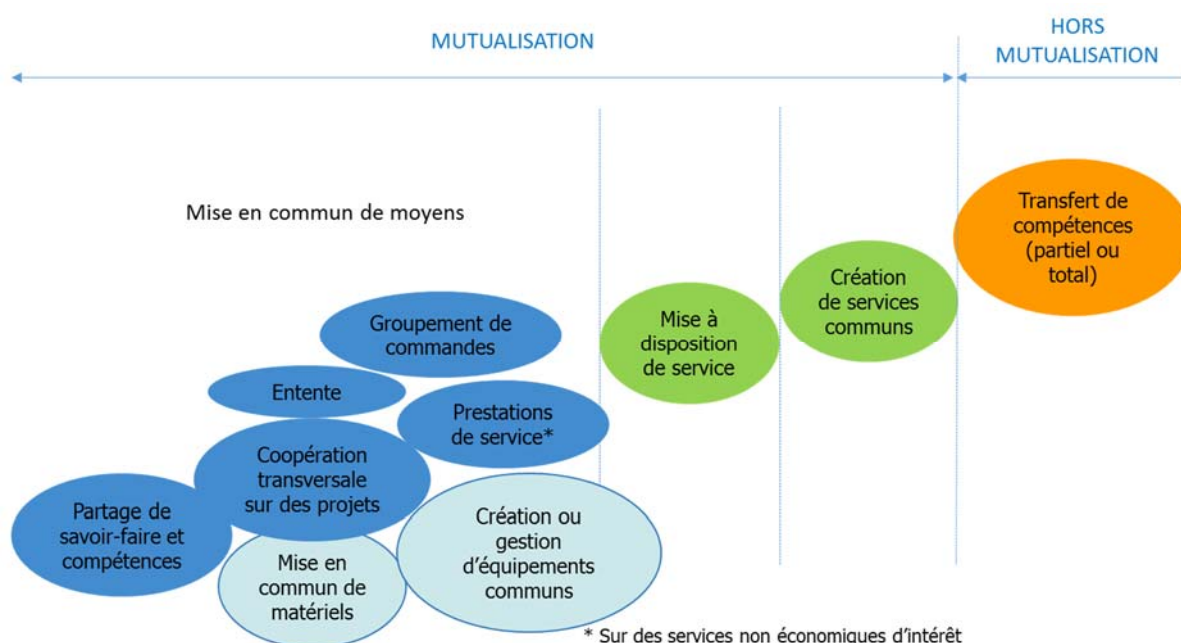 MUTUALISATION
HORS
MUTUALISATION
Mise en commun de moyens
Transfert de
compétences
(partiel ou
total)
Création
de services
communs
Mise à
disposition
de service
Groupement de
commandes
Entente
Prestations
de service*
Coopération
transversale
sur des projets
Partage de
savoir-faire et
compétences
Création ou
gestion
d'équipements
communs
Mise en
commun de
matériels
* Sur des services non économiques d'intérêt